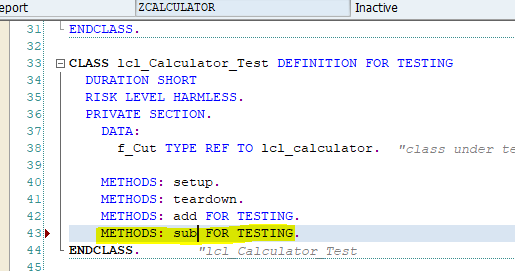 eport ZCALCULATOR Inactive
31 ENDCLASS.
32
33 CLASS lcl_Calculator_Test DEFINITION FOR TESTING
34 DURATION SHORT
35 RISK LEVEL HARMLESS.
36 PRIVATE SECTION.
37 DATA:
38 f_Cut TYPE REF TO lcl_calculator. "class under te
39
40 METHODS: setup.
41 METHODS: teardown.
42 METHODS: add FOR TESTING.
43 METHODS: sub FOR TESTING.
44 ENDCLASS. "lcl_Calculator_Test
45